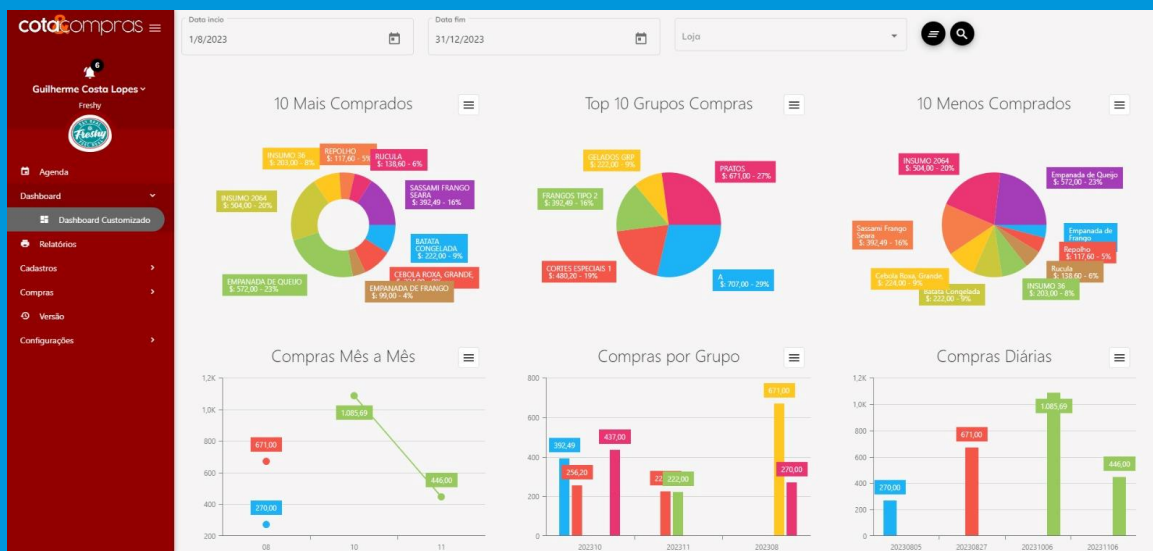 cota&compras
6
Guilherme Costa Lopes
Freshy
Freshy
Agenda
Dashboard
Dashboard Customizado
Relatórios
Cadastros
Compras
Versão
Configurações
Data incio
1/8/2023
Data fim
31/12/2023
Loja
10 Mais Comprados
INSUMO 36
$: 203,00 - 8%
REPOLHO
$: 117,60 - 5%
RUCULA
$: 138,60 - 6%
SASSAMI FRANGO
SEARA
$: 392,49 - 16%
INSUMO 2064
$: 504,00 - 20%
BATATA
CONGELADA
$: 222,00 - 9%
CEBOLA ROXA, GRANDE,
EMPANADA DE QUEIJO
$: 572,00 - 23%
EMPANADA DE FRANGO
$: 99,00 - 4%
Top 10 Grupos Compras
GELADOS GRP
$: 222,00 - 9%
PRATOS
$: 671,00 - 27%
FRANGOS TIPO 2
$: 392,49 - 16%
CORTES ESPECIAIS 1
$: 480,20 - 19%
A
$: 707,00 - 29%
10 Menos Comprados
INSUMO 2064
$: 504,00 - 20%
Empanada de Queijo
$: 572,00 - 23%
Sassami Frango
Seara
$: 392,49 - 16%
Empanada de
Frango
Repolho
$: 117,60 - 5%
Rucula
$: 138,60 - 6%
Cebola Roxa, Grande,
$: 224,00 - 9%
INSUMO 36
$: 203,00 - 8%
Batata Congelada
$: 222,00 - 9%
Compras Mês a Mês
1,2K
1,0K
800
600
400
200
1.085,69
671,00
446,00
270,00
08
10
11
Compras por Grupo
800
600
400
200
0
671,00
392,49
437,00
256,20
222,00
270,00
202310
202311
202308
Compras Diárias
1,2K
1,0K
800
600
400
200
0
1.085,69
671,00
446,00
270,00
20230805
20230827
20231006
20231106